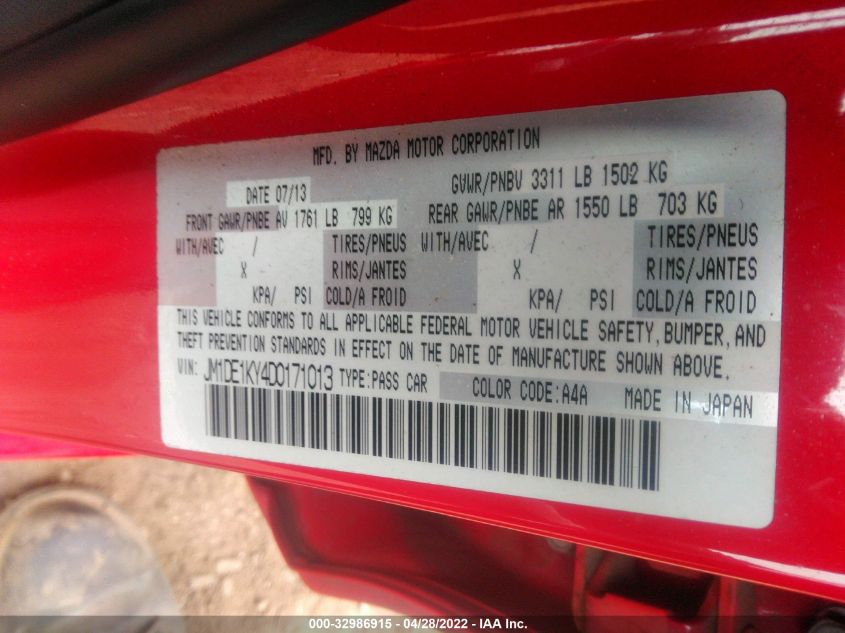 MFD. BY MAZDA MOTOR CORPORATION
DATE 07/13 GVWR/PNBV 3311 LB 1502 KG
FRONT GAWR/PNBE AV 1761 LB 799 KG REAR GAWR/PNBE AR 1550 LB 703 KG
WITH/AVEC / TIRES/PNEUS WITH/AVEC / TIRES/PNEUS
X RIMS/JANTES X RIMS/JANTES
KPA/ PSI COLD/A FROID KPA/ PSI COLD/A FROID
THIS VEHICLE CONFORMS TO ALL APPLICABLE FEDERAL MOTOR VEHICLE SAFETY, BUMPER, AND
THEFT PREVENTION STANDARDS IN EFFECT ON THE DATE OF MANUFACTURE SHOWN ABOVE.
VIN: JM1DE1KY4D0171013 TYPE:PASS CAR COLOR CODE:A4A MADE IN JAPAN
000-32986915 - 04/28/2022 - IAA Inc.